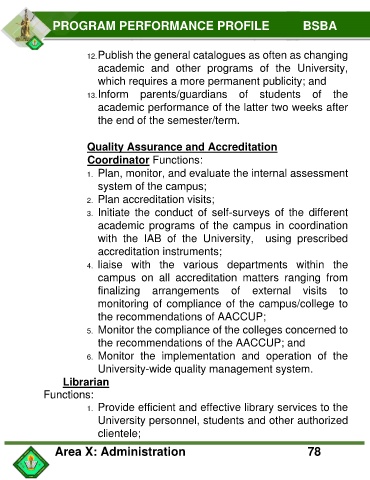 PROGRAM PERFORMANCE PROFILE BSBA
12.Publish the general catalogues as often as changing
academic and other programs of the University,
which requires a more permanent publicity; and
13.Inform parents/guardians of students of the
academic performance of the latter two weeks after
the end of the semester/term.
Quality Assurance and Accreditation
Coordinator Functions:
1. Plan, monitor, and evaluate the internal assessment
system of the campus;
2. Plan accreditation visits;
3. Initiate the conduct of self-surveys of the different
academic programs of the campus in coordination
with the IAB of the University, using prescribed
accreditation instruments;
4. liaise with the various departments within the
campus on all accreditation matters ranging from
finalizing arrangements of external visits to
monitoring of compliance of the campus/college to
the recommendations of AACCUP;
5. Monitor the compliance of the colleges concerned to
the recommendations of the AACCUP; and
6. Monitor the implementation and operation of the
University-wide quality management system.
Librarian
Functions:
1. Provide efficient and effective library services to the
University personnel, students and other authorized
clientele;
Area X: Administration 78